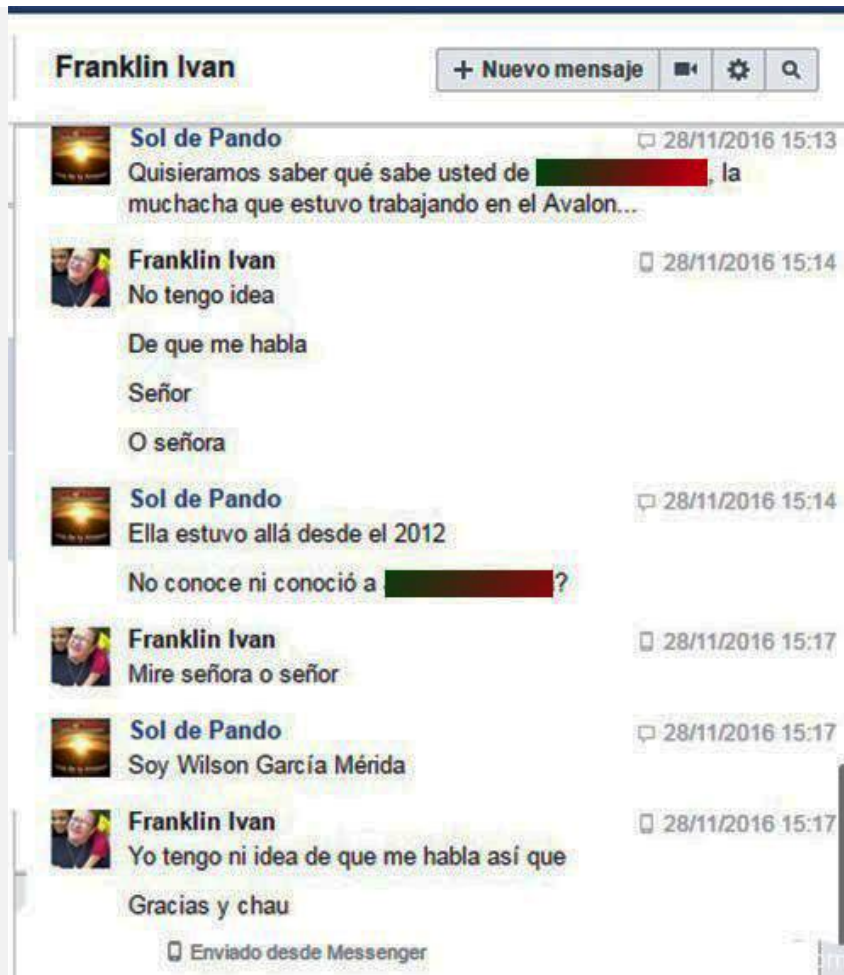 Franklin Ivan
+ Nuevo mensaje
Sol de Pando
28/11/2016 15:13
Quisieramos saber qué sabe usted de , la
muchacha que estuvo trabajando en el Avalon...
Franklin Ivan
28/11/2016 15:14
No tengo idea
De que me habla
Señor
O señora
Sol de Pando
28/11/2016 15:14
Ella estuvo allá desde el 2012
No conoce ni conoció a ?
Franklin Ivan
28/11/2016 15:17
Mire señora o señor
Sol de Pando
28/11/2016 15:17
Soy Wilson García Mérida
Franklin Ivan
28/11/2016 15:17
Yo tengo ni idea de que me habla así que
Gracias y chau
Enviado desde Messenger